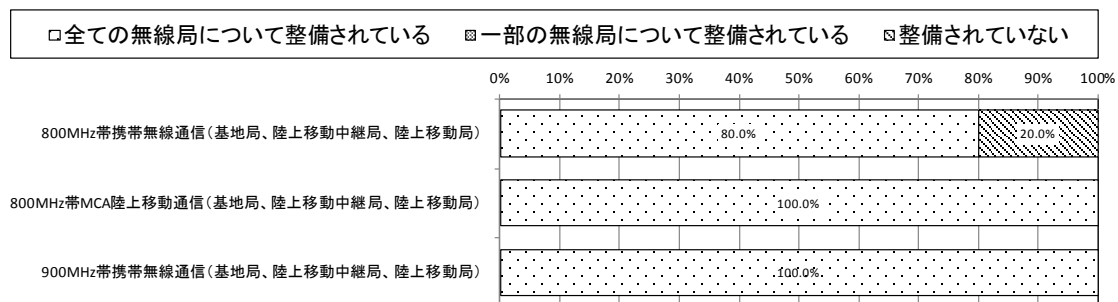 全ての無線局について整備されている 一部の無線局について整備されている 整備されていない
0% 10% 20% 30% 40% 50% 60% 70% 80% 90% 100%
800MHz帯携帯無線通信(基地局、陸上移動中継局、陸上移動局) 80.0% 20.0%
800MHz帯MCA陸上移動通信(基地局、陸上移動中継局、陸上移動局) 100.0%
900MHz帯携帯無線通信(基地局、陸上移動中継局、陸上移動局) 100.0%